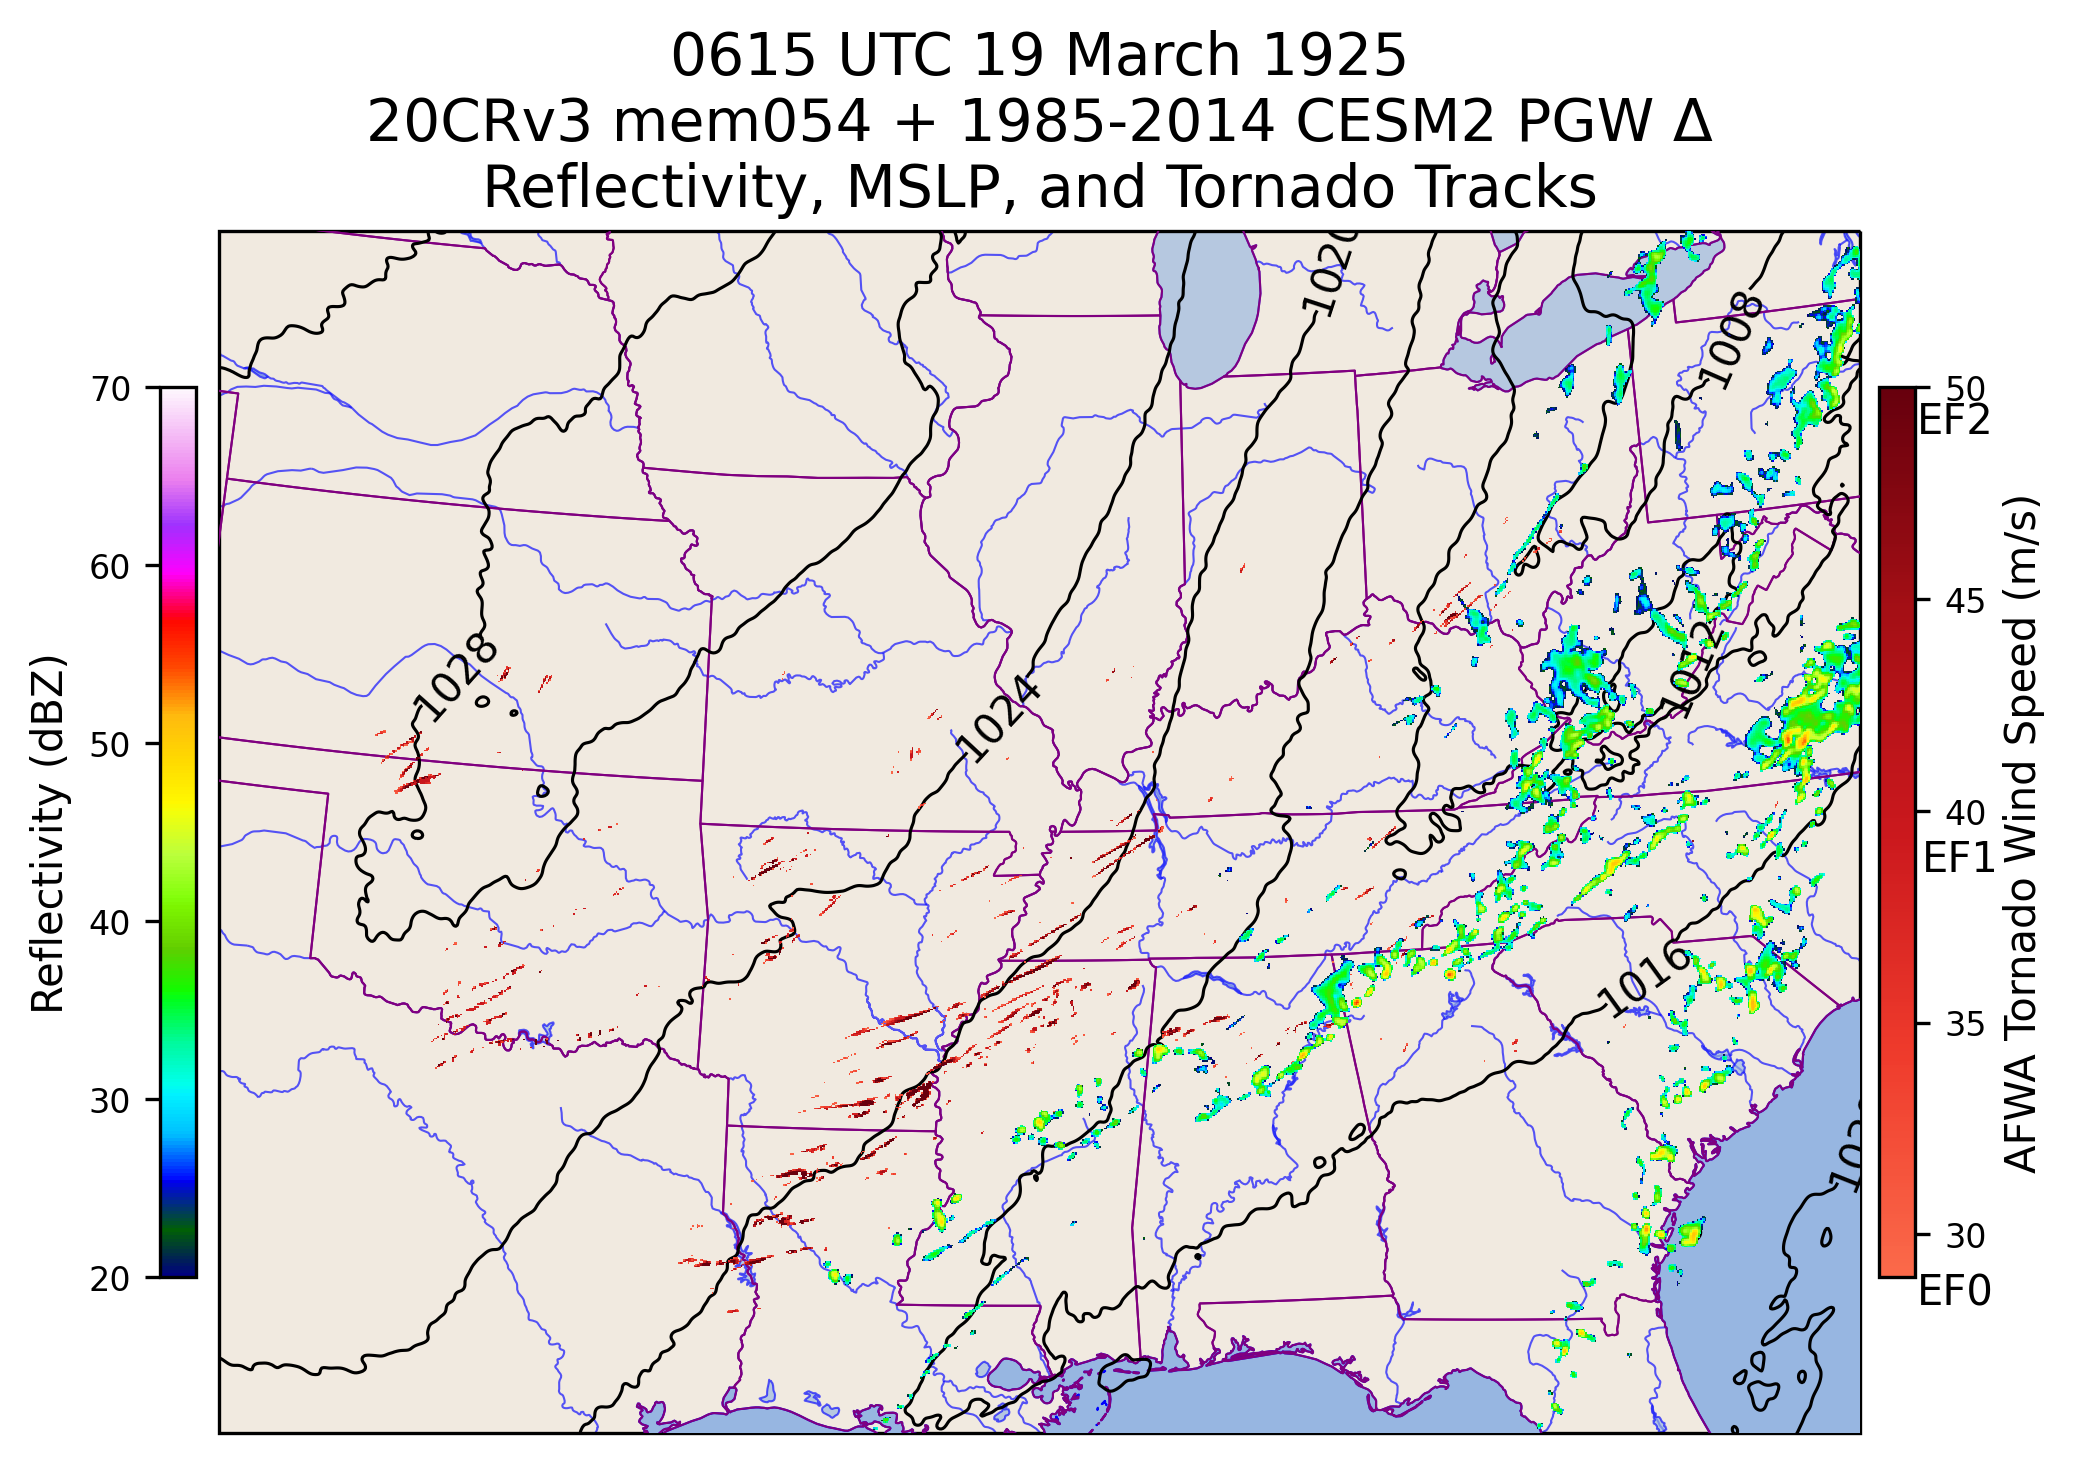 0615 UTC 19 March 1925
20CRv3 mem054 + 1985-2014 CESM2 PGW Δ
Reflectivity, MSLP, and Tornado Tracks
Reflectivity (dBZ)
70
60
50
40
30
20
1020
1008
1028
1024
1012
1016
50
EF2
45
40
EF1
35
30
EF0
AFWA Tornado Wind Speed (m/s)